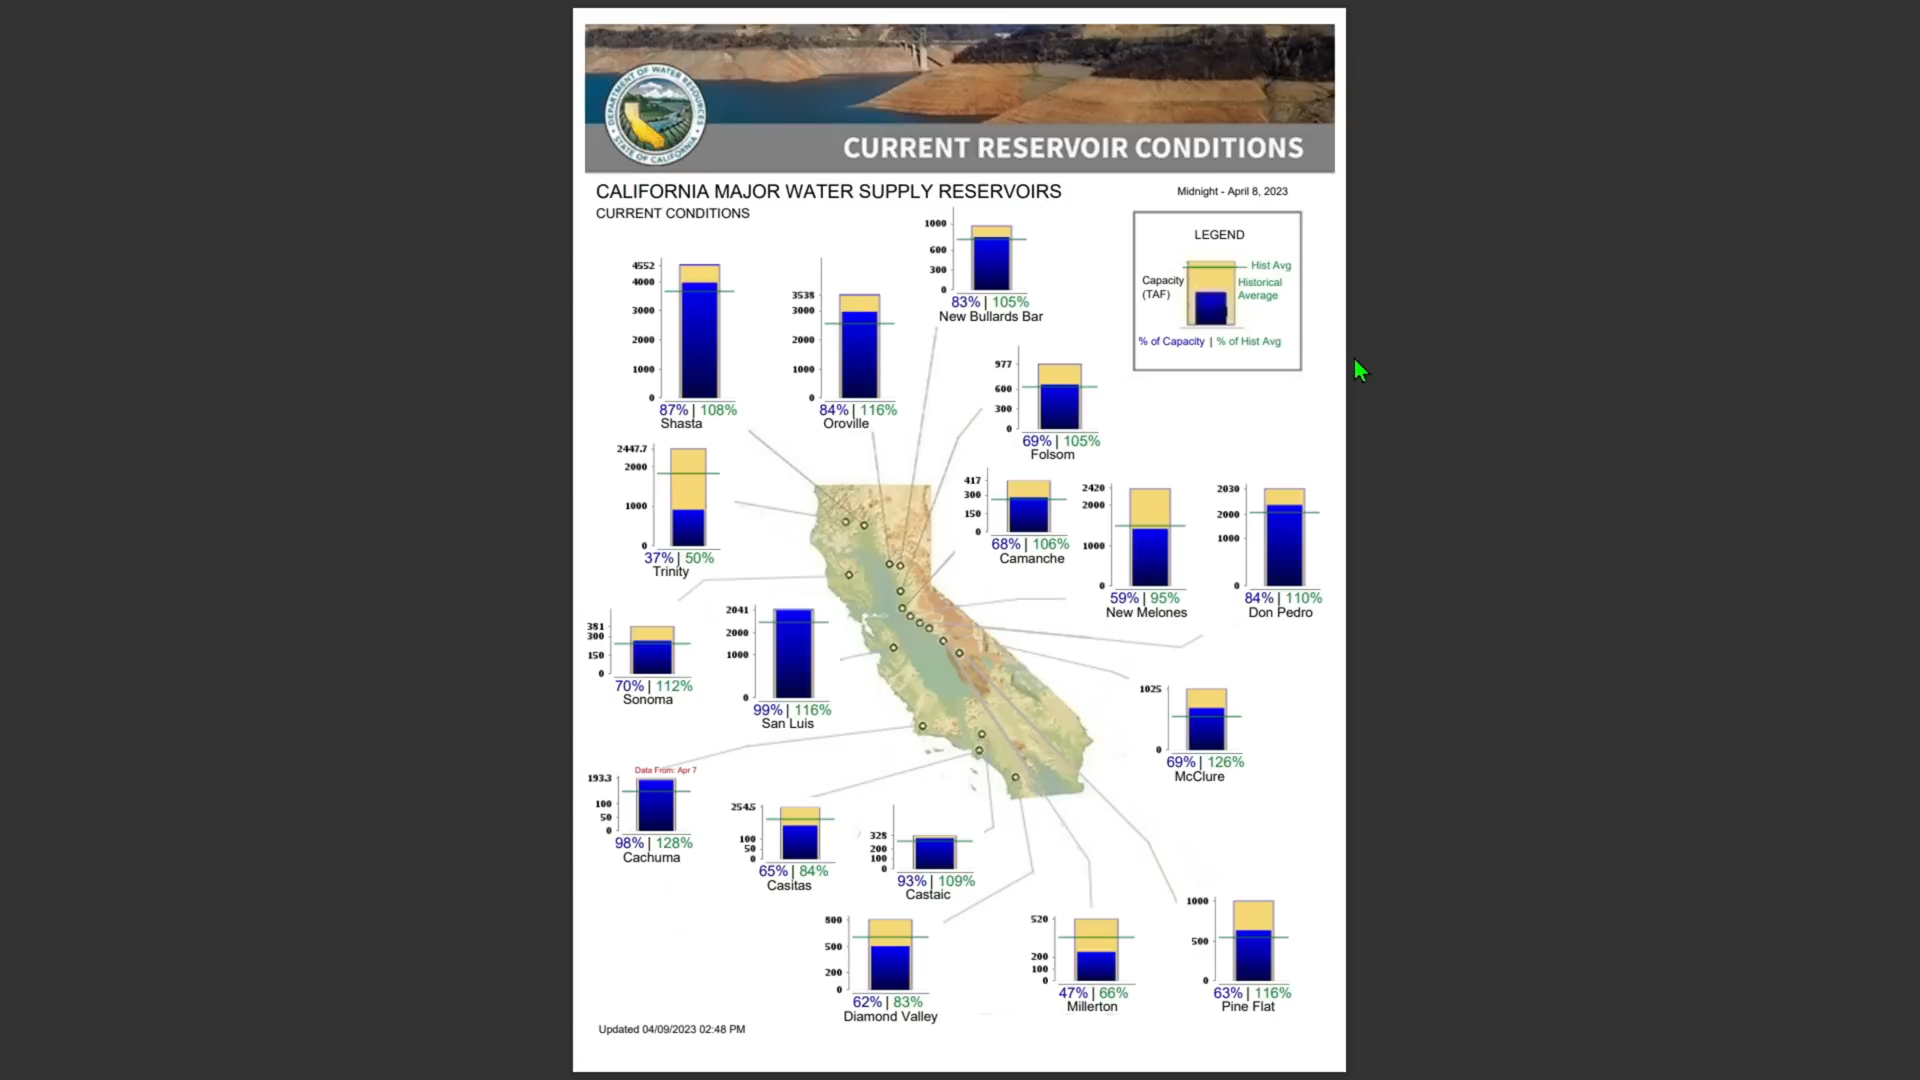 DEPARTMENT OF WATER RESOURCES
STATE OF CALIFORNIA
CURRENT RESERVOIR CONDITIONS
CALIFORNIA MAJOR WATER SUPPLY RESERVOIRS
Midnight - April 8, 2023
CURRENT CONDITIONS
LEGEND
Hist Avg
Capacity
(TAF)
Historical
Average
% of Capacity | % of Hist Avg
1000
600
300
0
83% | 105%
New Bullards Bar
4552
4000
3000
2000
1000
0
87% | 108%
Shasta
3538
3000
2000
1000
0
84% | 116%
Oroville
977
600
300
0
69% | 105%
Folsom
2447.7
2000
1000
0
37% | 50%
Trinity
417
300
150
0
68% | 106%
Camanche
2420
2000
1000
0
59% | 95%
New Melones
2030
2000
1000
0
84% | 110%
Don Pedro
381
300
150
0
70% | 112%
Sonoma
2041
2000
1000
0
99% | 116%
San Luis
1025
0
69% | 126%
McClure
Data From: Apr 7
193.3
100
50
0
98% | 128%
Cachuma
254.5
100
50
0
65% | 84%
Casitas
328
200
100
0
93% | 109%
Castaic
800
500
200
0
62% | 83%
Diamond Valley
520
200
100
0
47% | 66%
Millerton
1000
500
0
63% | 116%
Pine Flat
Updated 04/09/2023 02:48 PM